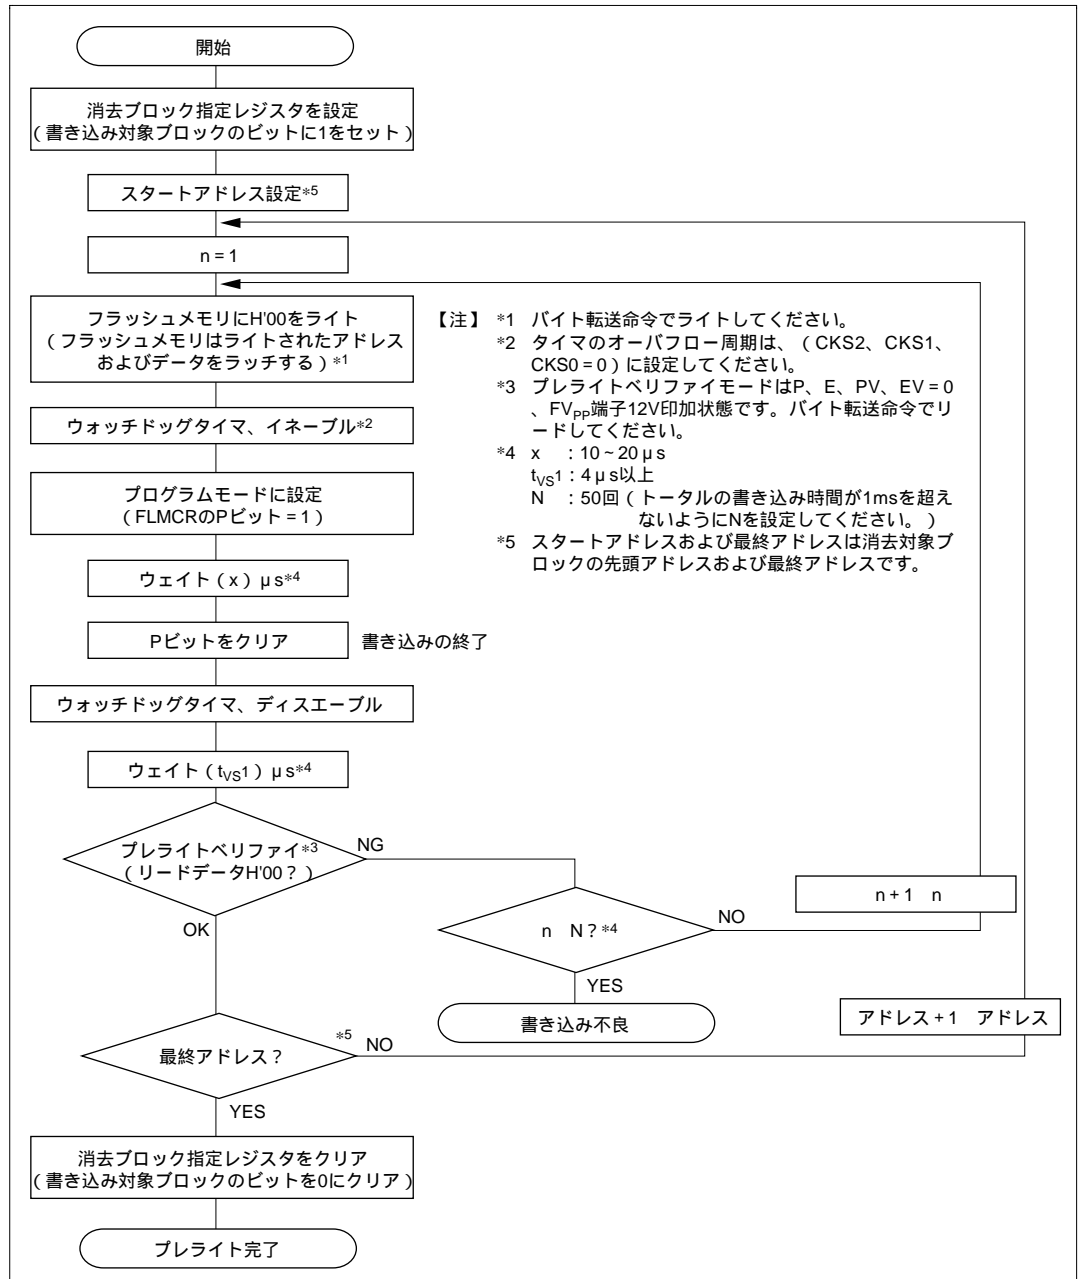 開始
消去ブロック指定レジスタを設定
（書き込み対象ブロックのビットに1をセット）
スタートアドレス設定*5
n = 1
フラッシュメモリにH'00をライト
（フラッシュメモリはライトされたアドレス
およびデータをラッチする）*1
ウォッチドッグタイマ、イネーブル*2
プログラムモードに設定
（FLMCRのPビット = 1）
ウェイト（x）μs*4
Pビットをクリア
書き込みの終了
ウォッチドッグタイマ、ディスエーブル
ウェイト（tVS1）μs*4
プレライトベリファイ*3
（リードデータH'00？）
NG
OK
n N？*4
NO
YES
n + 1 n
書き込み不良
アドレス + 1 アドレス
最終アドレス？
*5
NO
YES
消去ブロック指定レジスタをクリア
（書き込み対象ブロックのビットを0にクリア）
プレライト完了
【注】 *1 バイト転送命令でライトしてください。
*2 タイマのオーバフロー周期は、（CKS2、CKS1、
CKS0 = 0）に設定してください。
*3 プレライトベリファイモードはP、E、PV、EV = 0
、FVPP端子12V印加状態です。バイト転送命令でリ
ードしてください。
*4 x ：10~20μs
tVS1：4μs以上
N ：50回（トータルの書き込み時間が1msを超え
ないようにNを設定してください。）
*5 スタートアドレスおよび最終アドレスは消去対象ブ
ロックの先頭アドレスおよび最終アドレスです。